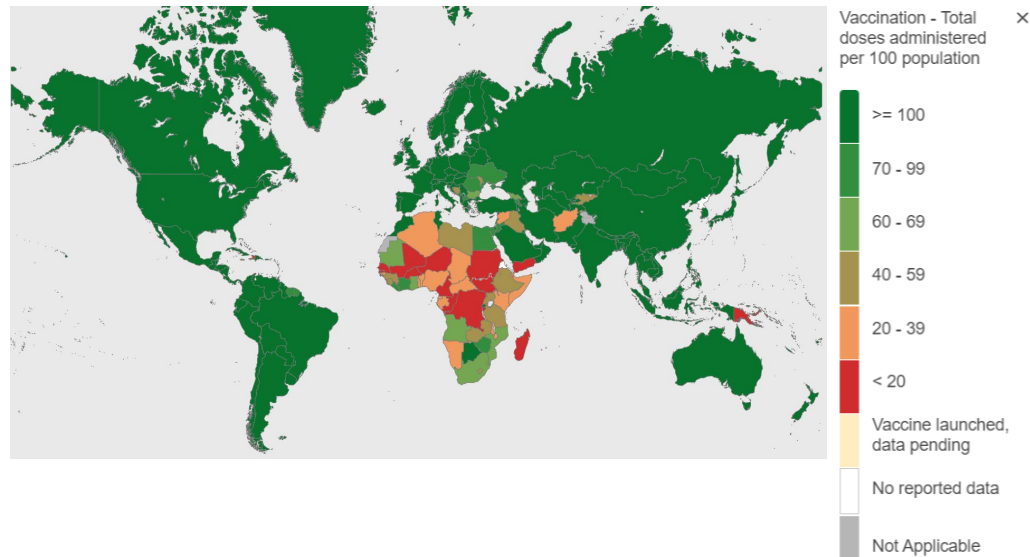 Vaccination - Total ×
doses administered
per 100 population
>= 100
70 - 99
60 - 69
40 - 59
20 - 39
< 20
Vaccine launched,
data pending
No reported data
Not Applicable